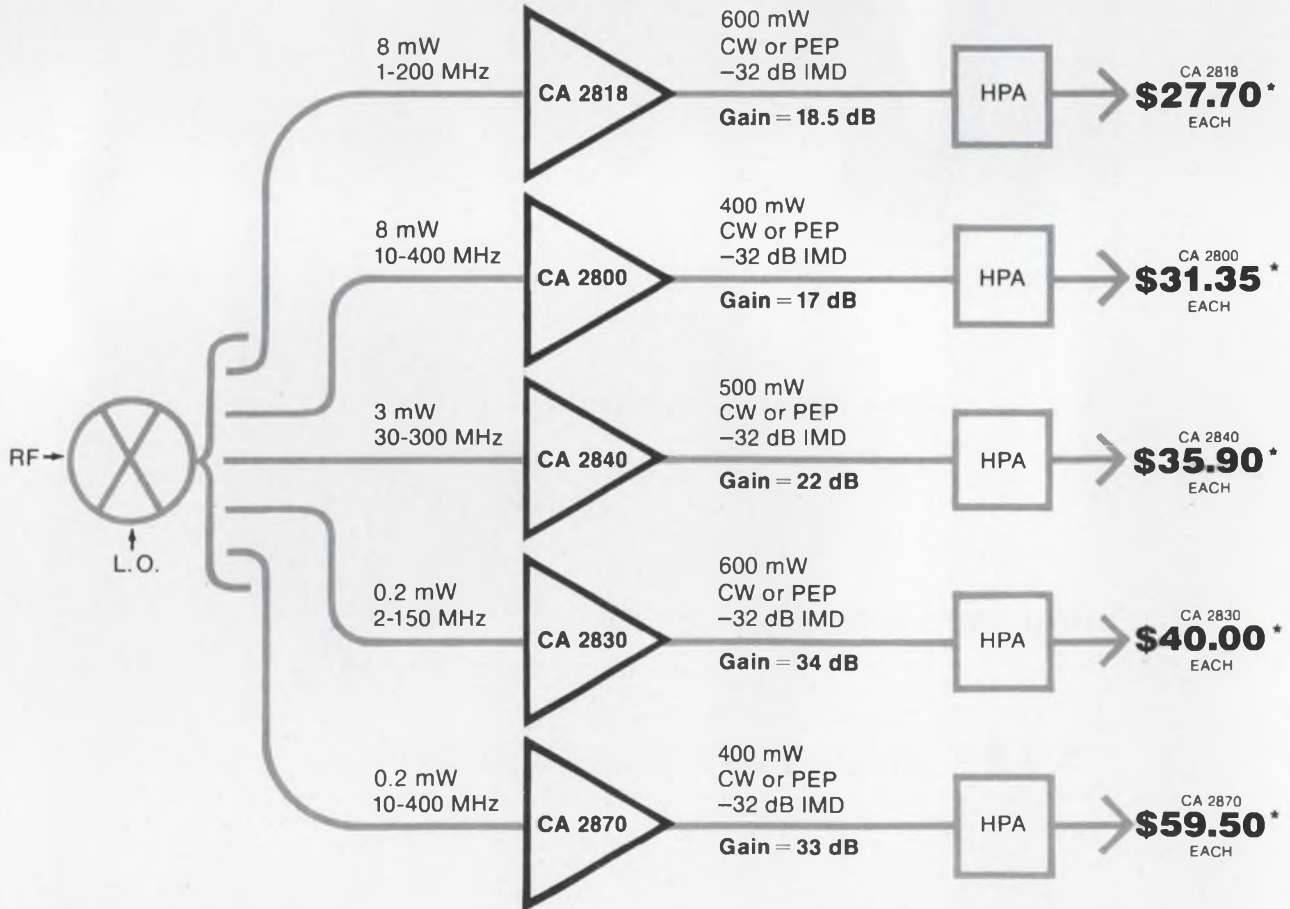 8 mW
1-200 MHz
CA 2818
600 mW
CW or PEP
–32 dB IMD
Gain = 18.5 dB
HPA
CA 2818
$27.70*
EACH
8 mW
10-400 MHz
CA 2800
400 mW
CW or PEP
–32 dB IMD
Gain = 17 dB
HPA
CA 2800
$31.35*
EACH
RF
L.O.
3 mW
30-300 MHz
CA 2840
500 mW
CW or PEP
–32 dB IMD
Gain = 22 dB
HPA
CA 2840
$35.90*
EACH
0.2 mW
2-150 MHz
CA 2830
600 mW
CW or PEP
–32 dB IMD
Gain = 34 dB
HPA
CA 2830
$40.00*
EACH
0.2 mW
10-400 MHz
CA 2870
400 mW
CW or PEP
–32 dB IMD
Gain = 33 dB
HPA
CA 2870
$59.50*
EACH